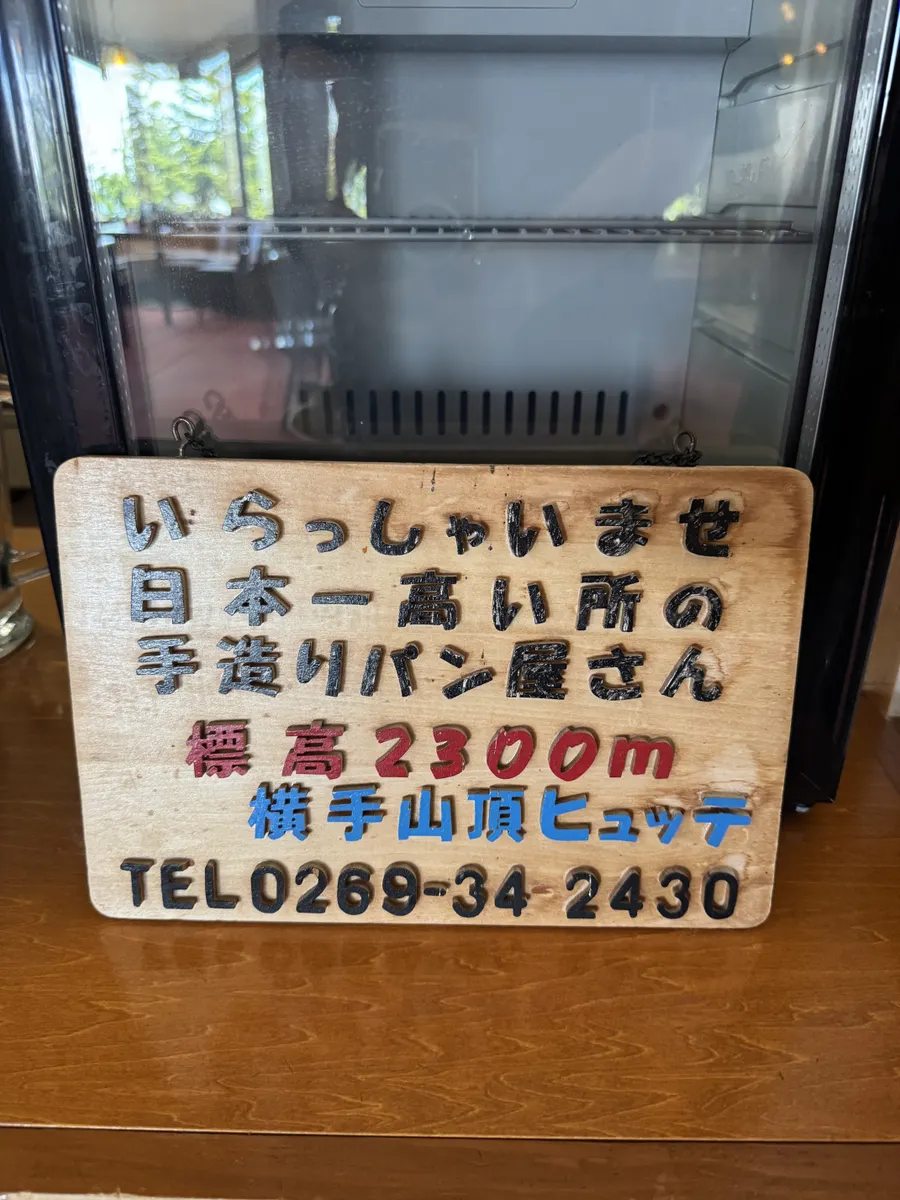 いらっしゃいませ
日本一高い所の
手造りパン屋さん
標高2300m
横手山頂ヒュッテ
TEL0269-34 2430